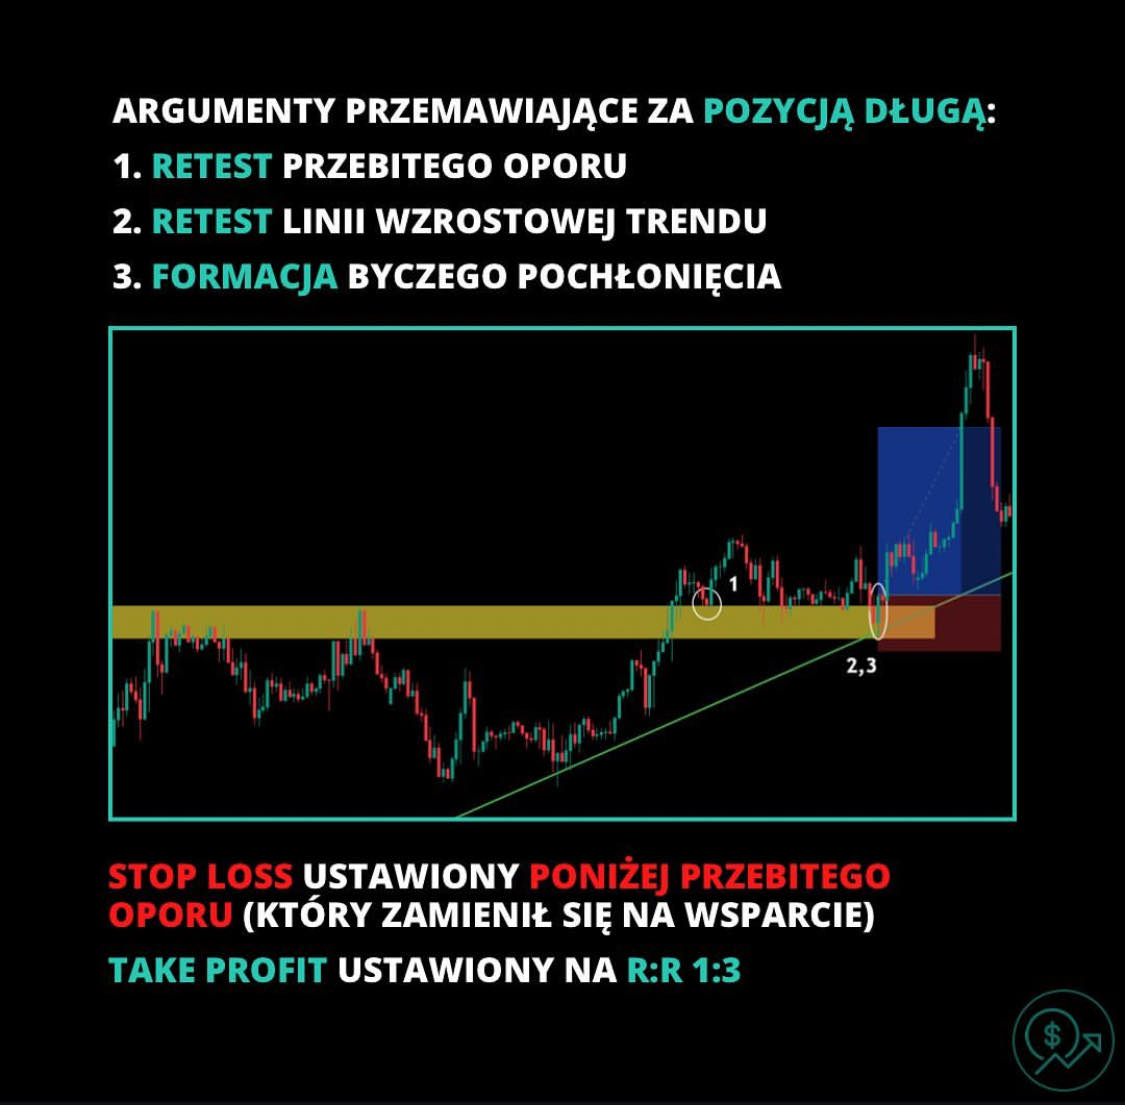 ARGUMENTY PRZEMAWIAJĄCE ZA POZYCJĄ DŁUGĄ:
1. RETEST PRZEBITEGO OPORU
2. RETEST LINII WZROSTOWEJ TRENDU
3. FORMACJA BYCZEGO POCHŁONIĘCIA
1
2,3
STOP LOSS USTAWIONY PONIŻEJ PRZEBITEGO
OPORU (KTÓRY ZAMIENIŁ SIĘ NA WSPARCIE)
TAKE PROFIT USTAWIONY NA R:R 1:3
$